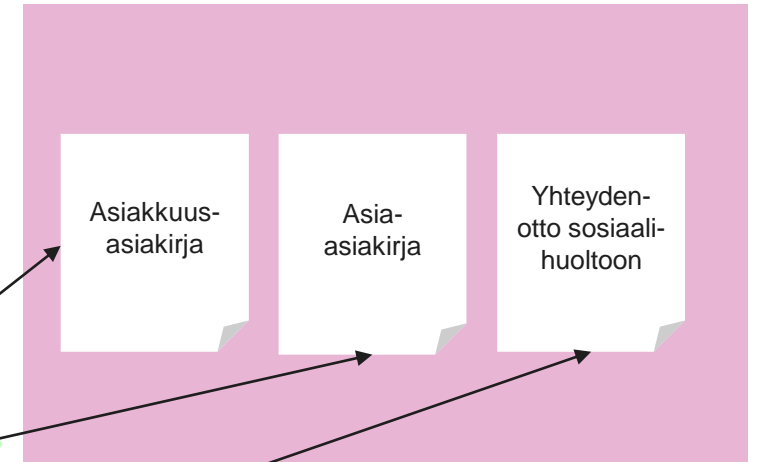 Asiakkuus-
asiakirja
Asia-
asiakirja
Yhteyden-
otto sosiaali-
huoltoon